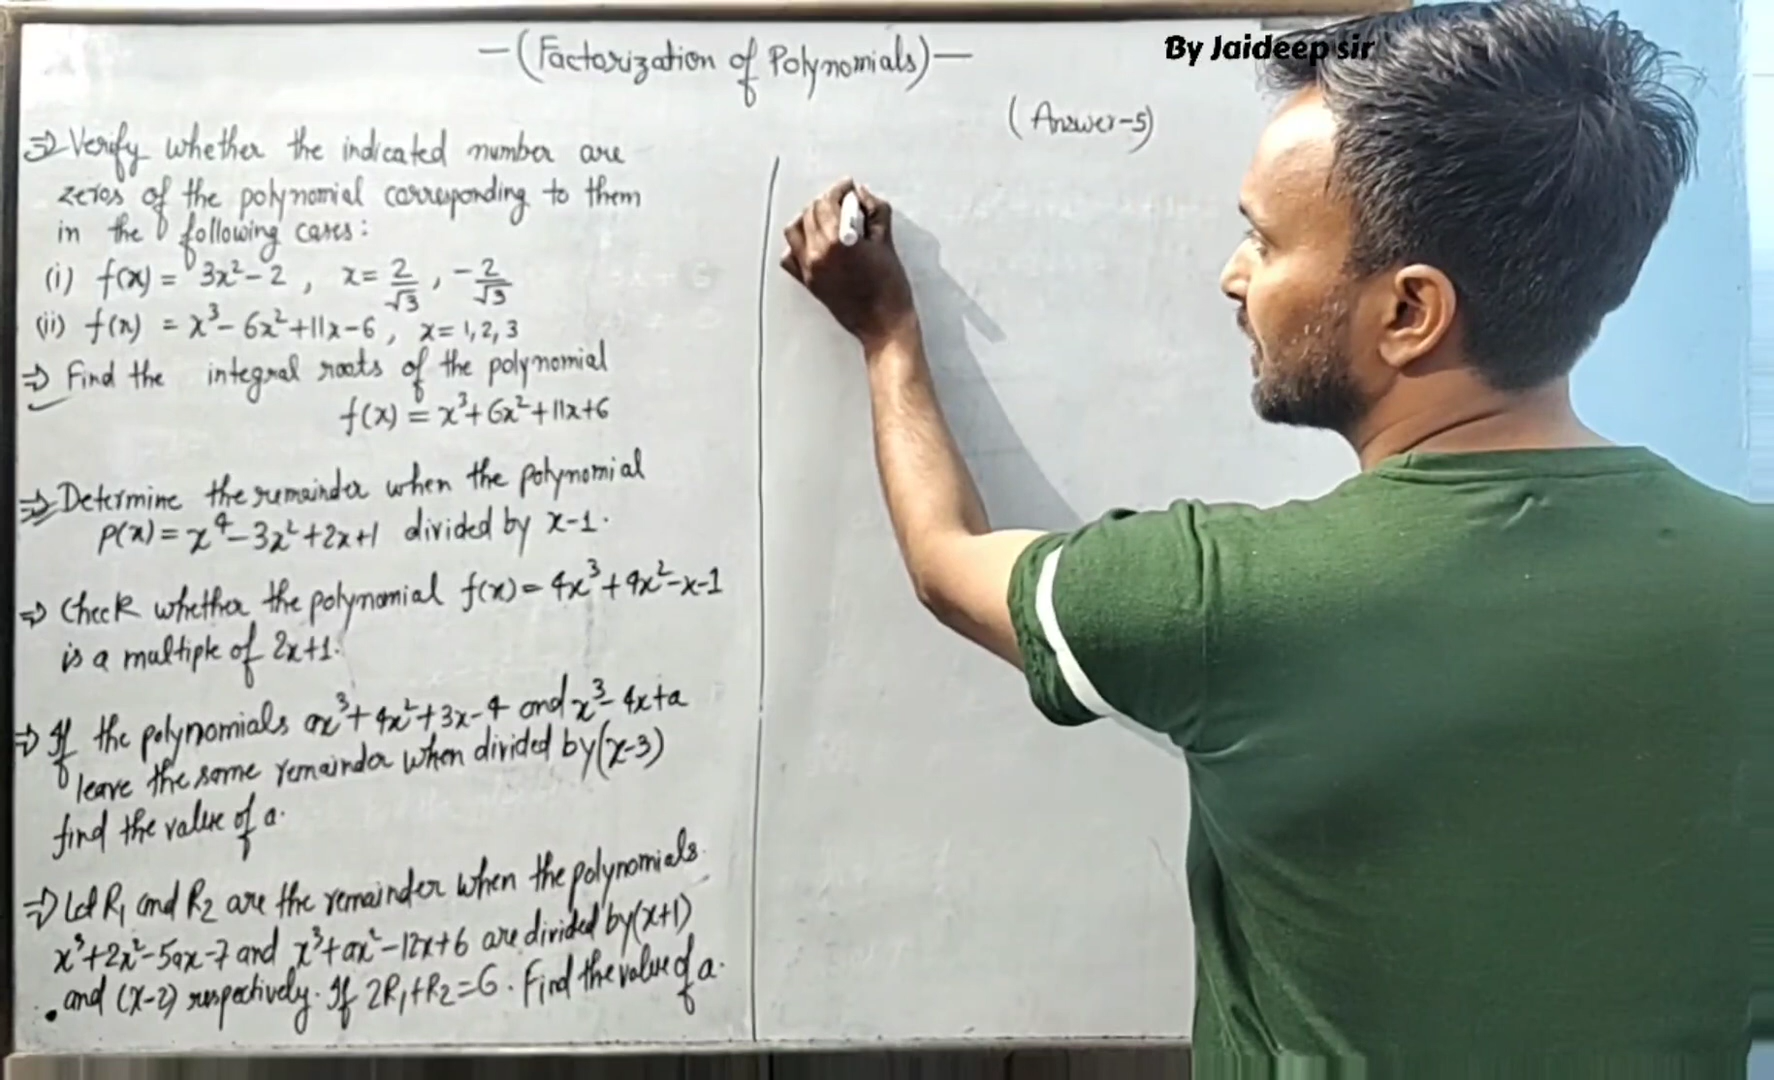 -(Factorization of Polynomials)-
By Jaideep sir
(Answer-5)
⇒ Verify whether the indicated number are
zeros of the polynomial corresponding to them
in the following cases:
(i) f(x) = 3x²-2, x= 2/√3, -2/√3
(ii) f(x) = x³-6x²+11x-6, x=1,2,3
⇒ Find the integral roots of the polynomial
f(x) = x³+6x²+11x+6
⇒ Determine the remainder when the polynomial
P(x) = x⁴-3x²+2x+1 divided by x-1.
⇒ Check whether the polynomial f(x) = 4x³+4x²-x-1
is a multiple of 2x+1.
⇒ If the polynomials ax³+4x²+3x-4 and x³-4x+a
leave the same remainder when divided by (x-3)
find the value of a.
⇒ Let R₁ and R₂ are the remainder when the polynomials
x³+2x²-5ax-7 and x³+ax²-12x+6 are divided by (x+1)
and (x-2) respectively. If 2R₁+R₂=6. Find the value of a.